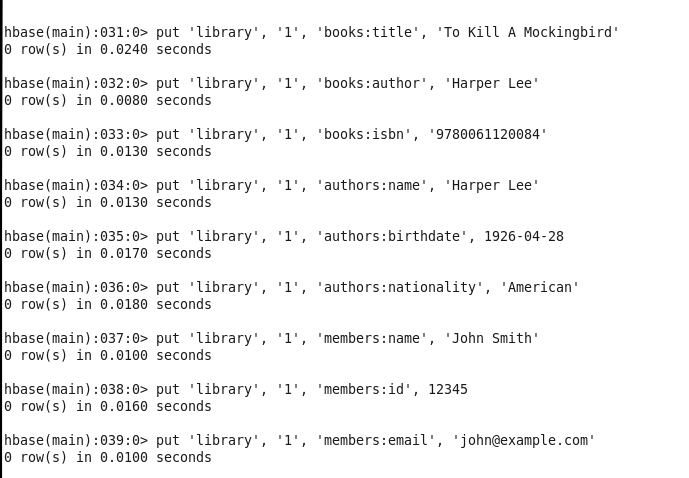 hbase(main):031:0> put 'library', '1', 'books:title', 'To Kill A Mockingbird'
0 row(s) in 0.0240 seconds
hbase(main):032:0> put 'library', '1', 'books:author', 'Harper Lee'
0 row(s) in 0.0080 seconds
hbase(main):033:0> put 'library', '1', 'books:isbn', '9780061120084'
0 row(s) in 0.0130 seconds
hbase(main):034:0> put 'library', '1', 'authors:name', 'Harper Lee'
0 row(s) in 0.0130 seconds
hbase(main):035:0> put 'library', '1', 'authors:birthdate', 1926-04-28
0 row(s) in 0.0170 seconds
hbase(main):036:0> put 'library', '1', 'authors:nationality', 'American'
0 row(s) in 0.0180 seconds
hbase(main):037:0> put 'library', '1', 'members:name', 'John Smith'
0 row(s) in 0.0100 seconds
hbase(main):038:0> put 'library', '1', 'members:id', 12345
0 row(s) in 0.0160 seconds
hbase(main):039:0> put 'library', '1', 'members:email', 'john@example.com'
0 row(s) in 0.0100 seconds